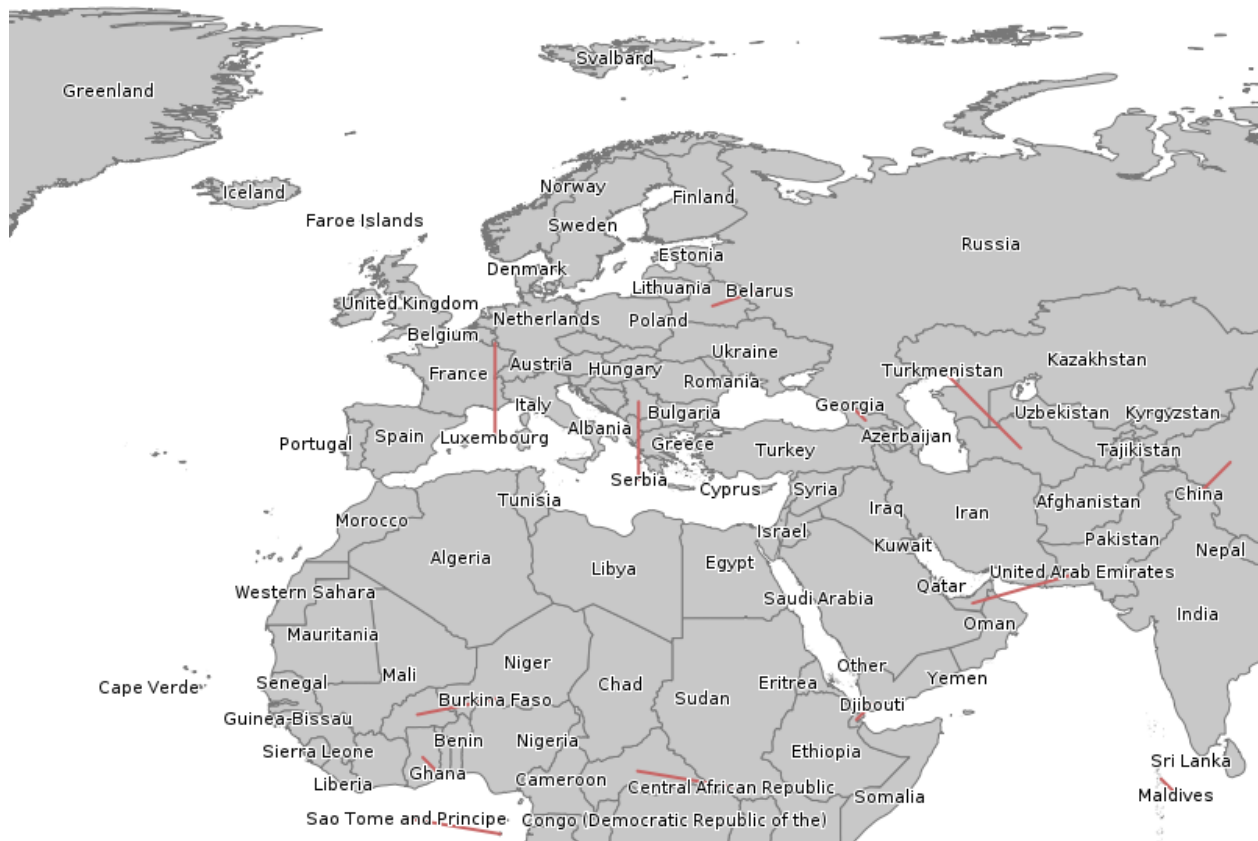 Svalbard
Greenland
Norway
Iceland
Finland
Faroe Islands
Sweden
Russia
Estonia
Denmark
Lithuania
Belarus
United Kingdom
Netherlands
Poland
Belgium
Ukraine
Kazakhstan
Austria
Hungary
Turkmenistan
France
Romania
Italy
Georgia
Bulgaria
Uzbekistan
Kyrgyzstan
Albania
Portugal
Spain
Luxembourg
Greece
Azerbaijan
Turkey
Tajikistan
Serbia
Cyprus
Syria
China
Tunisia
Afghanistan
Iraq
Iran
Morocco
Israel
Pakistan
Kuwait
Nepal
Algeria
Libya
Egypt
United Arab Emirates
Qatar
Western Sahara
Saudi Arabia
India
Oman
Mauritania
Niger
Other
Mali
Yemen
Cape Verde
Senegal
Chad
Eritrea
Sudan
Burkina Faso
Djibouti
Guinea-Bissau
Benin
Nigeria
Sierra Leone
Ethiopia
Sri Lanka
Ghana
Liberia
Cameroon
Central African Republic
Somalia
Maldives
Sao Tome and Principe
Congo (Democratic Republic of the)